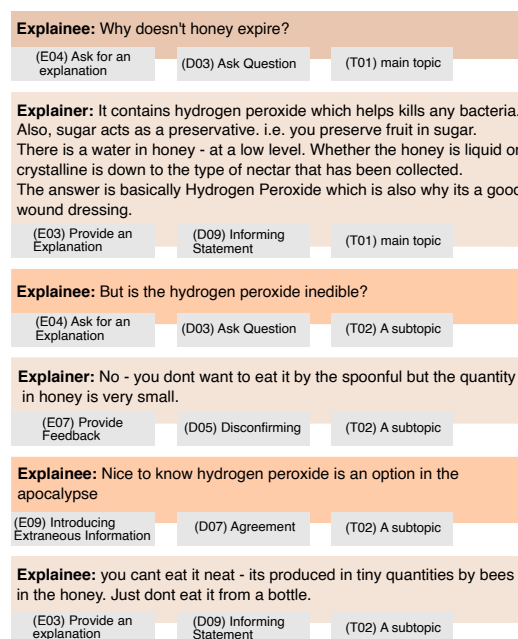 Explainee: Why doesn't honey expire?
(E04) Ask for an explanation
(D03) Ask Question
(T01) main topic
Explainer: It contains hydrogen peroxide which helps kills any bacteria.
Also, sugar acts as a preservative. i.e. you preserve fruit in sugar.
There is a water in honey - at a low level. Whether the honey is liquid or
crystalline is down to the type of nectar that has been collected.
The answer is basically Hydrogen Peroxide which is also why its a good
wound dressing.
(E03) Provide an Explanation
(D09) Informing Statement
(T01) main topic
Explainee: But is the hydrogen peroxide inedible?
(E04) Ask for an Explanation
(D03) Ask Question
(T02) A subtopic
Explainer: No - you dont want to eat it by the spoonful but the quantity
in honey is very small.
(E07) Provide Feedback
(D05) Disconfirming
(T02) A subtopic
Explainee: Nice to know hydrogen peroxide is an option in the
apocalypse
(E09) Introducing Extraneous Information
(D07) Agreement
(T02) A subtopic
Explainee: you cant eat it neat - its produced in tiny quantities by bees
in the honey. Just dont eat it from a bottle.
(E03) Provide an explanation
(D09) Informing Statement
(T02) A subtopic